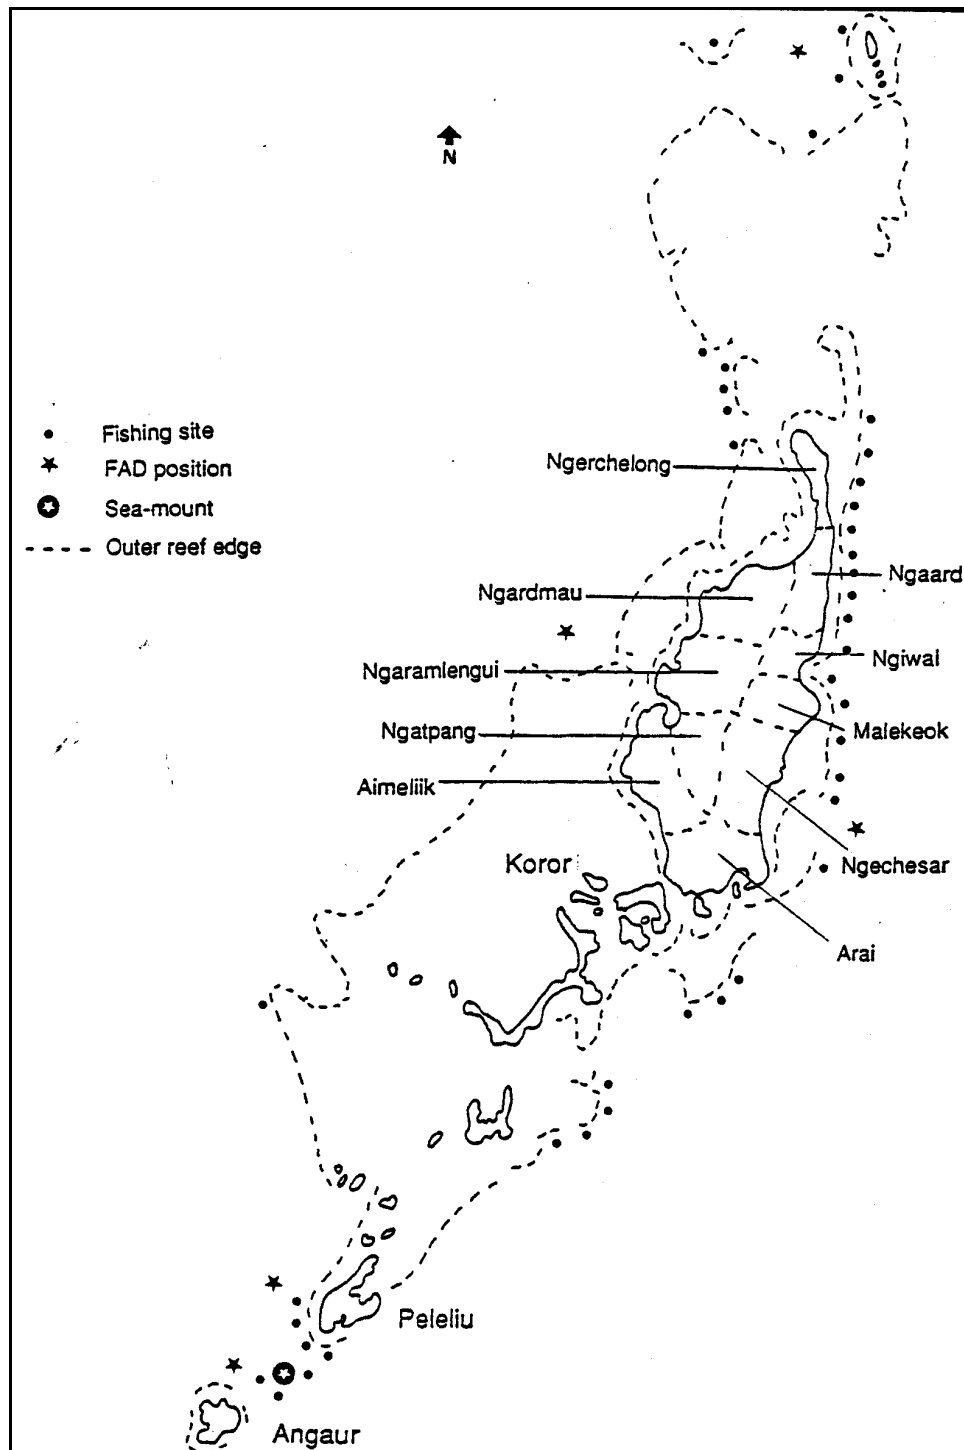 N
Fishing site
FAD position
Sea-mount
Outer reef edge
Ngerchelong
Ngaard
Ngardmau
Ngiwal
Ngaramlengui
Malekeok
Ngatpang
Aimeliik
Koror
Ngechesar
Arai
Peleliu
Angaur